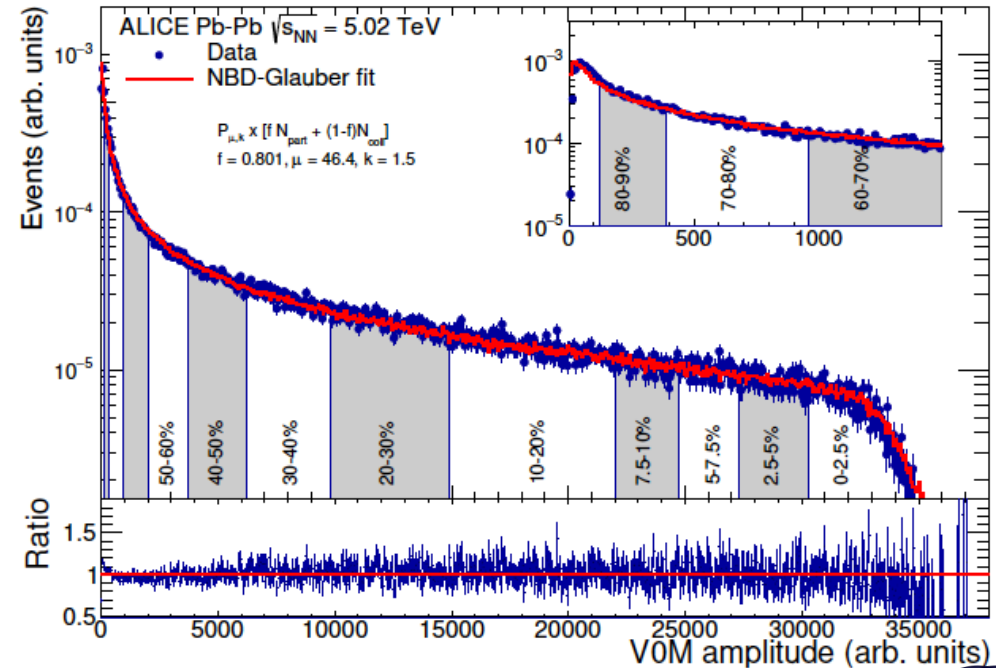 ALICE Pb-Pb √s_NN = 5.02 TeV
Data
NBD-Glauber fit
P_μ,k x [f N_part + (1-f)N_coll]
f = 0.801, μ = 46.4, k = 1.5
Events (arb. units)
10⁻³
10⁻⁴
10⁻⁵
10⁻³
10⁻⁴
10⁻⁵
80-90%
70-80%
60-70%
0 500 1000
50-60%
40-50%
30-40%
20-30%
10-20%
7.5-10%
5-7.5%
2.5-5%
0-2.5%
Ratio
1.5
1
0.5
0 5000 10000 15000 20000 25000 30000 35000
V0M amplitude (arb. units)